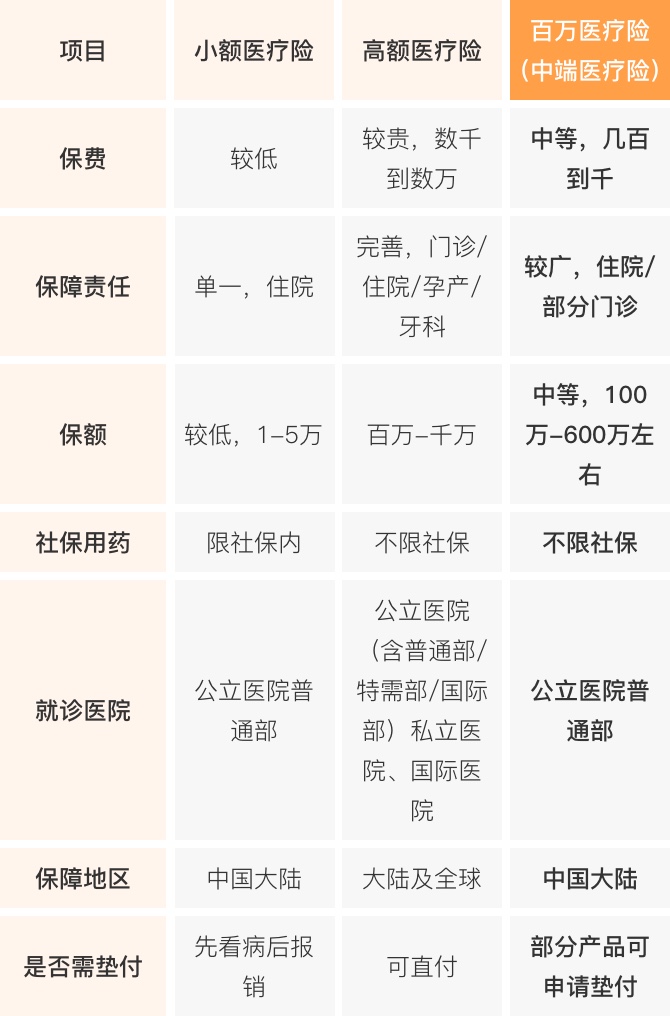 项目
小额医疗险
高额医疗险
百万医疗险
（中端医疗险）
保费
较低
较贵，数千
到数万
中等，几百
到千
保障责任
单一，住院
完善，门诊/
住院/孕产/
牙科
较广，住院/
部分门诊
保额
较低，1-5万
百万-千万
中等，100
万-600万左
右
社保用药
限社保内
不限社保
不限社保
就诊医院
公立医院普
通部
公立医院
（含普通部/
特需部/国际
部）私立医
院、国际医
院
公立医院普
通部
保障地区
中国大陆
大陆及全球
中国大陆
是否需垫付
先看病后报
销
可直付
部分产品可
申请垫付